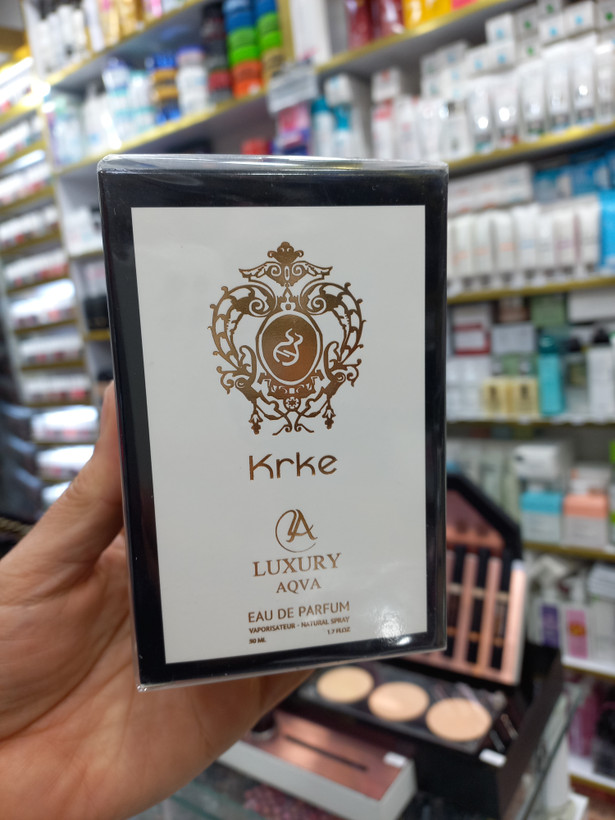 Krke
A
LUXURY
AQVA
EAU DE PARFUM
VAPORISATEUR - NATURAL SPRAY
50 ML
1.7 FL.OZ